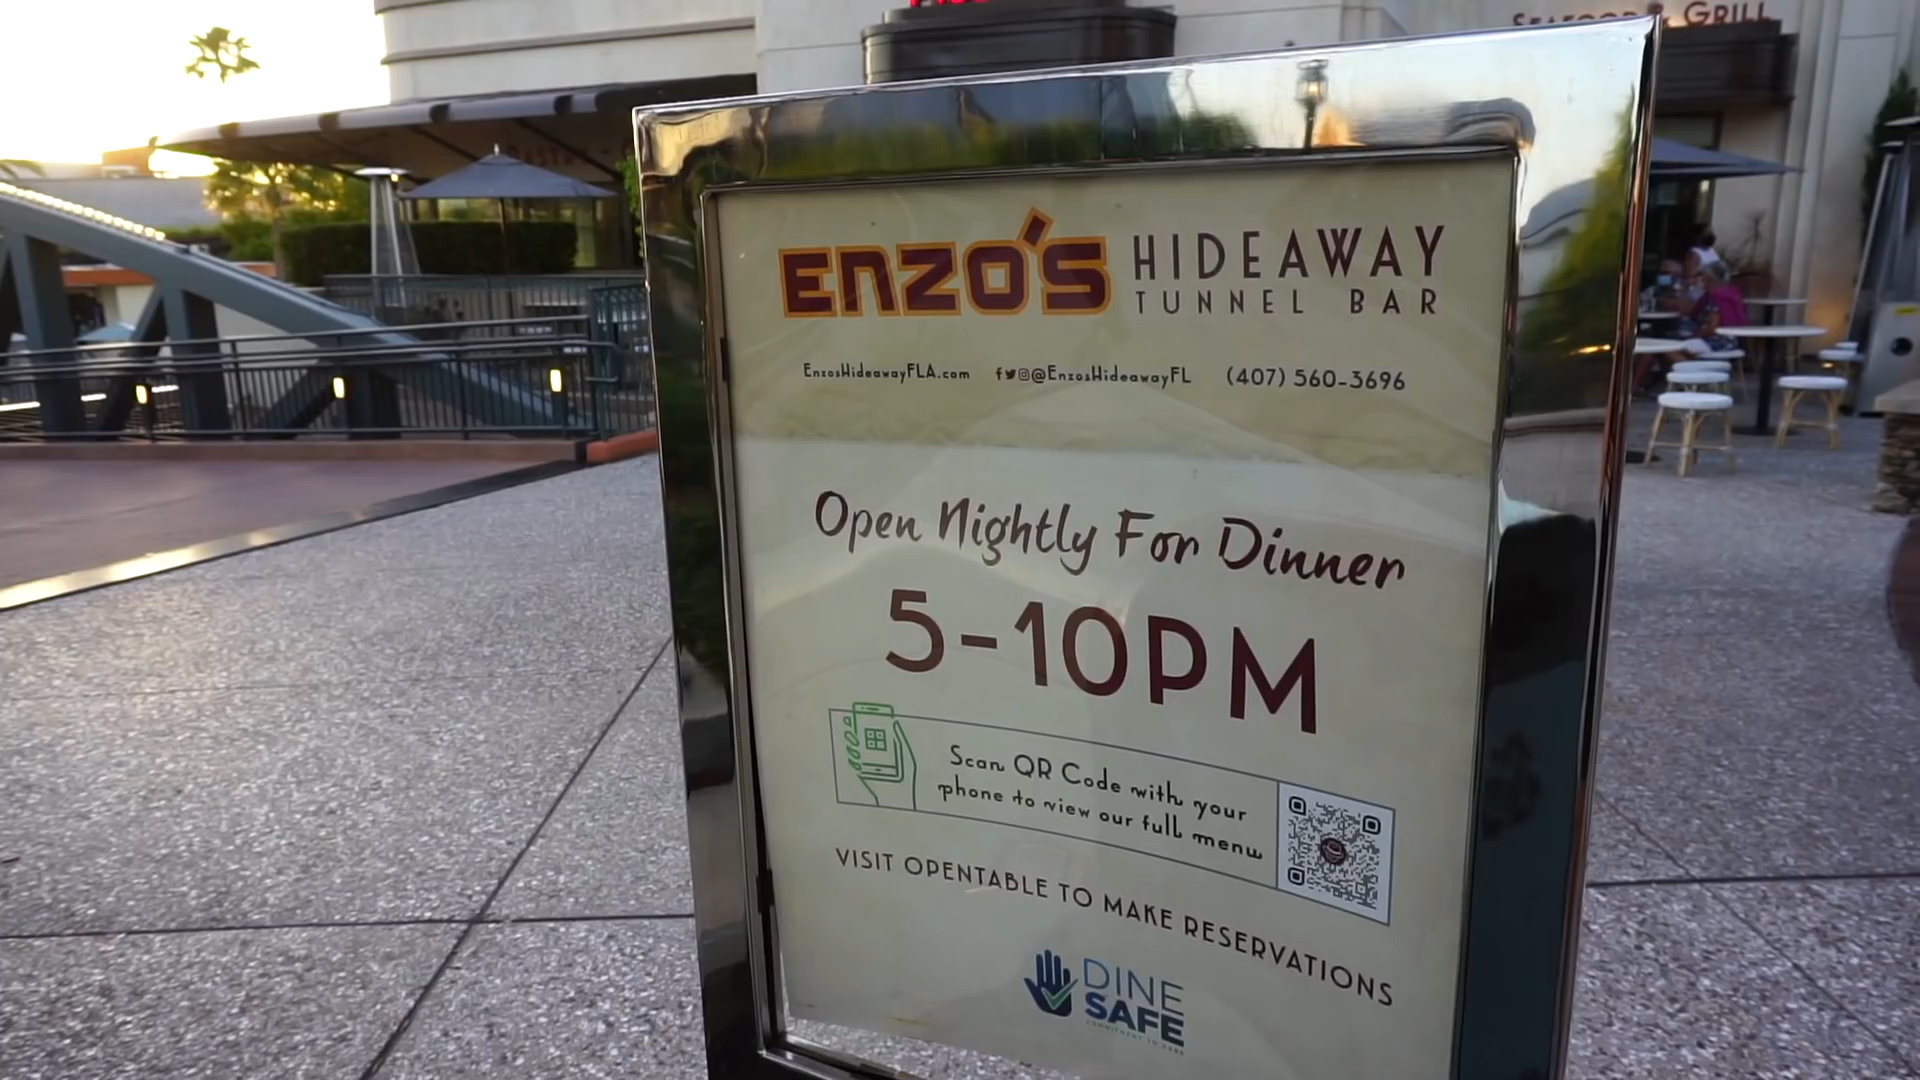 SEAFOOD & GRILL
PASTRY
ENZO'S HIDEAWAY
TUNNEL BAR
EnzosHideawayFLA.com @EnzosHideawayFL (407) 560-3696
Open Nightly For Dinner
5-10PM
Scan QR Code with your
phone to view our full menu
VISIT OPENTABLE TO MAKE RESERVATIONS
DINE
SAFE